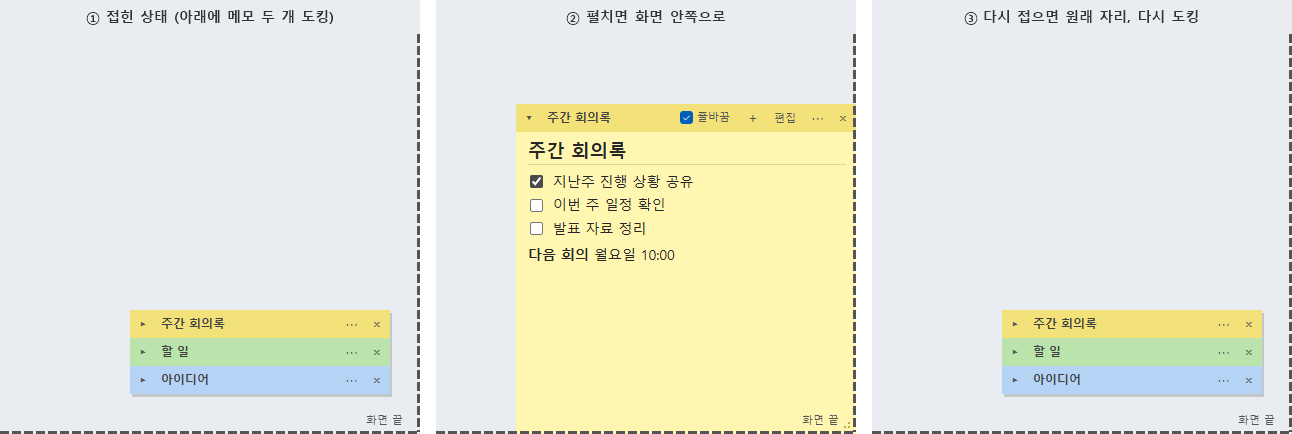 ① 접힌 상태 (아래에 메모 두 개 도킹)
▸ 주간 회의록 ⋯ ×
▸ 할 일 ⋯ ×
▸ 아이디어 ⋯ ×
화면 끝
② 펼치면 화면 안쪽으로
▾ 주간 회의록 풀바꿈 + 편집 ⋯ ×
주간 회의록
지난주 진행 상황 공유
이번 주 일정 확인
발표 자료 정리
다음 회의 월요일 10:00
화면 끝
③ 다시 접으면 원래 자리, 다시 도킹
▸ 주간 회의록 ⋯ ×
▸ 할 일 ⋯ ×
▸ 아이디어 ⋯ ×
화면 끝